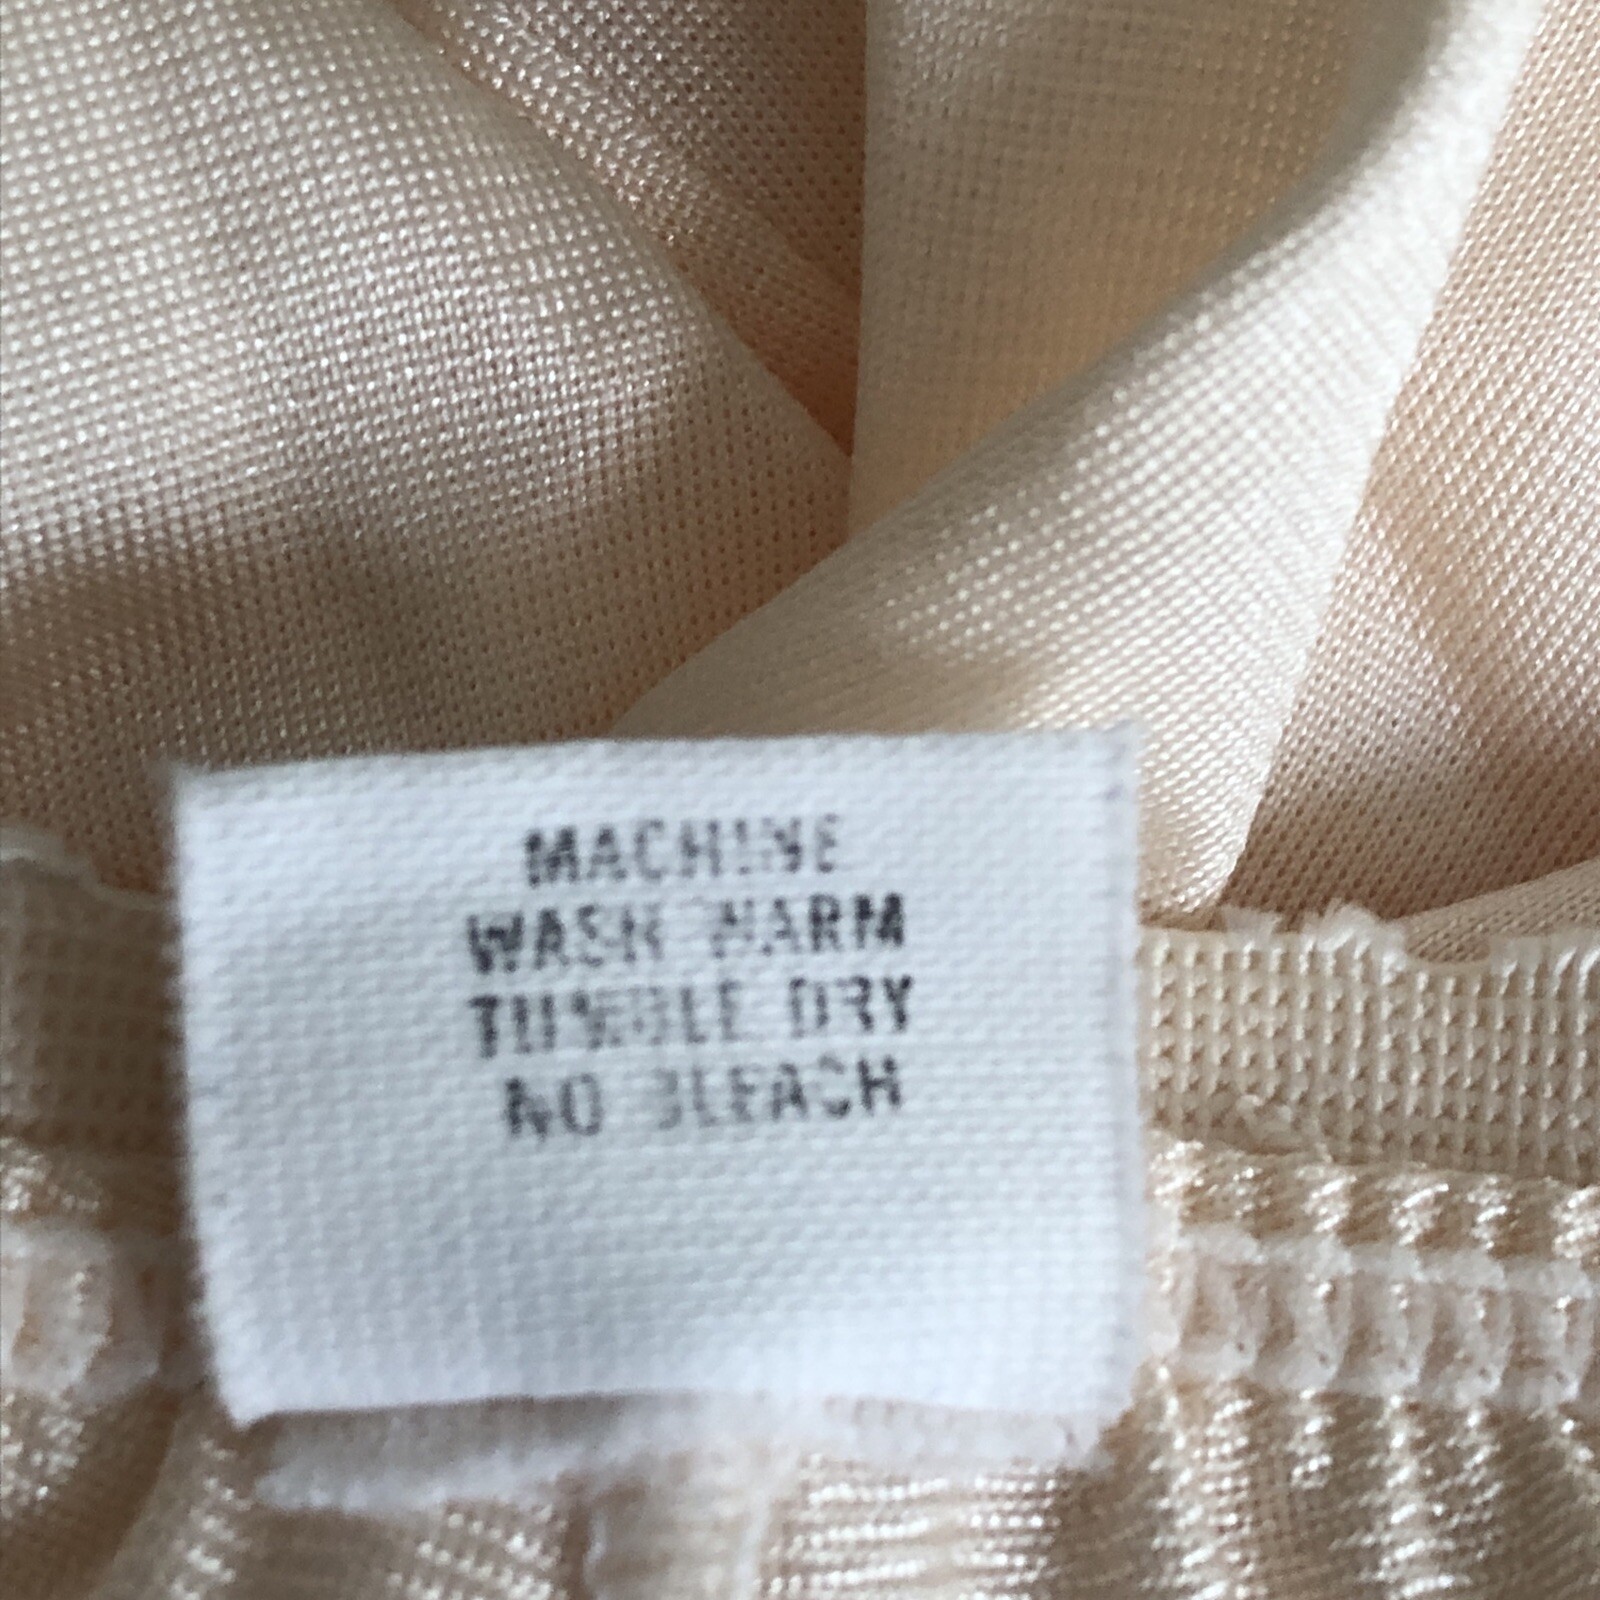 MACHINE
WASH WARM
TUMBLE DRY
NO BLEACH